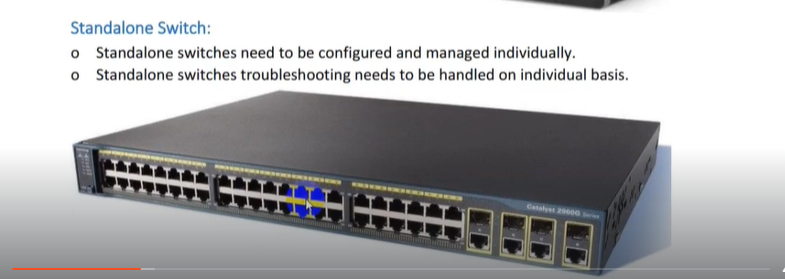 Standalone Switch:
o Standalone switches need to be configured and managed individually.
o Standalone switches troubleshooting needs to be handled on individual basis.
Catalyst 2960G Series